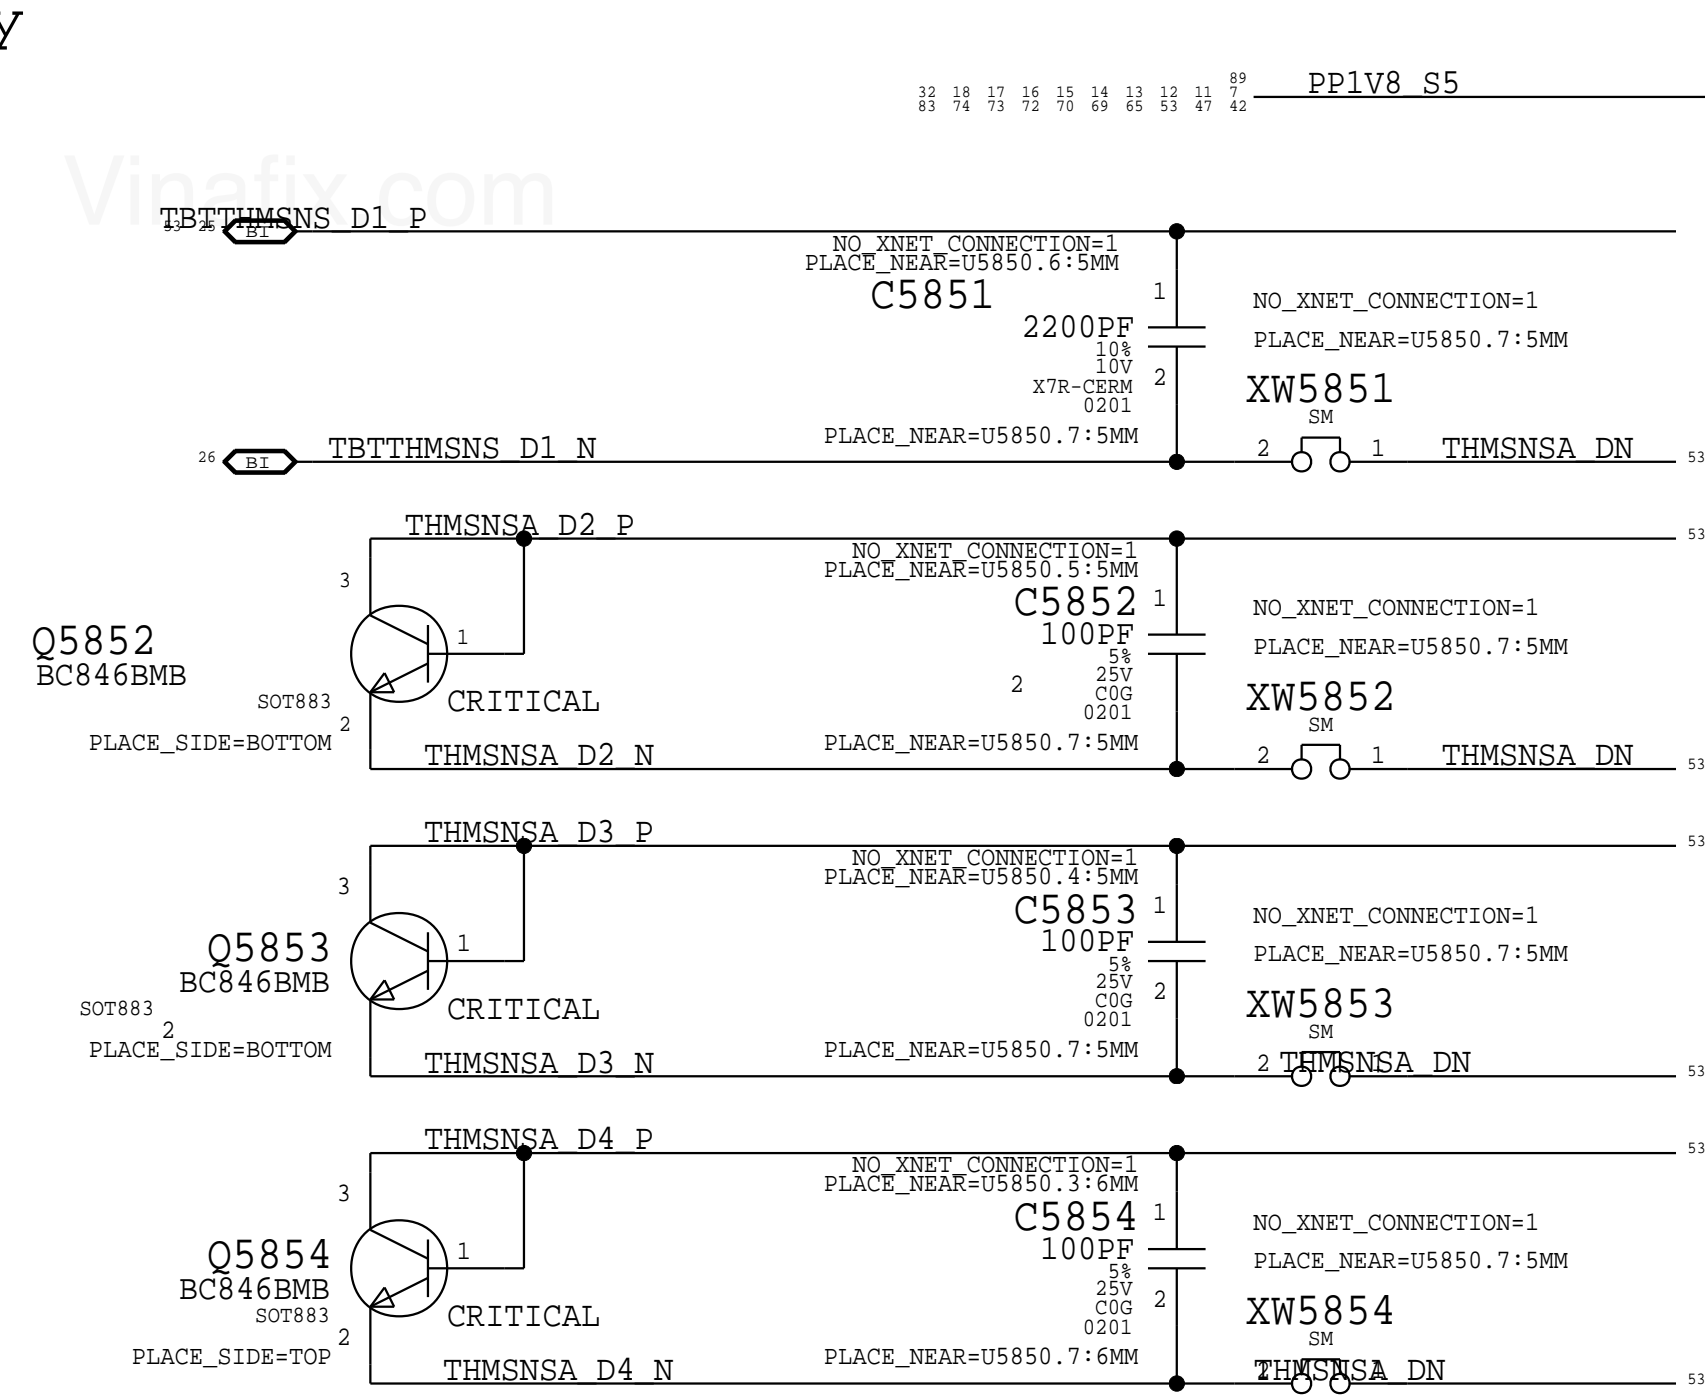 y
89
PP1V8_S5
32 18 17 16 15 14 13 12 11 7
83 74 73 72 70 69 65 53 47 42
Vinafix.com
TBTTHMSNS_D1_P
53 25 BI
NO_XNET_CONNECTION=1
PLACE_NEAR=U5850.6:5MM
C5851
1
NO_XNET_CONNECTION=1
2200PF
PLACE_NEAR=U5850.7:5MM
10%
10V
2
X7R-CERM
XW5851
0201
SM
PLACE_NEAR=U5850.7:5MM
26 BI TBTTHMSNS_D1_N
2 1 THMSNSA_DN 53
THMSNSA_D2_P
53
NO_XNET_CONNECTION=1
PLACE_NEAR=U5850.5:5MM
3
C5852 1
NO_XNET_CONNECTION=1
Q5852
1
100PF
PLACE_NEAR=U5850.7:5MM
BC846BMB
5%
25V
2
C0G
SOT883
CRITICAL
0201
XW5852
2
SM
PLACE_SIDE=BOTTOM
PLACE_NEAR=U5850.7:5MM
THMSNSA_D2_N
2 1 THMSNSA_DN 53
THMSNSA_D3_P
53
NO_XNET_CONNECTION=1
PLACE_NEAR=U5850.4:5MM
3
C5853 1
NO_XNET_CONNECTION=1
Q5853
1
100PF
PLACE_NEAR=U5850.7:5MM
BC846BMB
5%
25V
2
C0G
SOT883
CRITICAL
0201
XW5853
2
SM
PLACE_SIDE=BOTTOM
PLACE_NEAR=U5850.7:5MM
THMSNSA_D3_N
2 1 THMSNSA_DN 53
THMSNSA_D4_P
53
NO_XNET_CONNECTION=1
PLACE_NEAR=U5850.3:6MM
3
C5854 1
NO_XNET_CONNECTION=1
Q5854
1
100PF
PLACE_NEAR=U5850.7:5MM
BC846BMB
5%
25V
2
C0G
SOT883
CRITICAL
0201
XW5854
2
SM
PLACE_SIDE=TOP
PLACE_NEAR=U5850.7:6MM
THMSNSA_D4_N
2 1 THMSNSA_DN 53